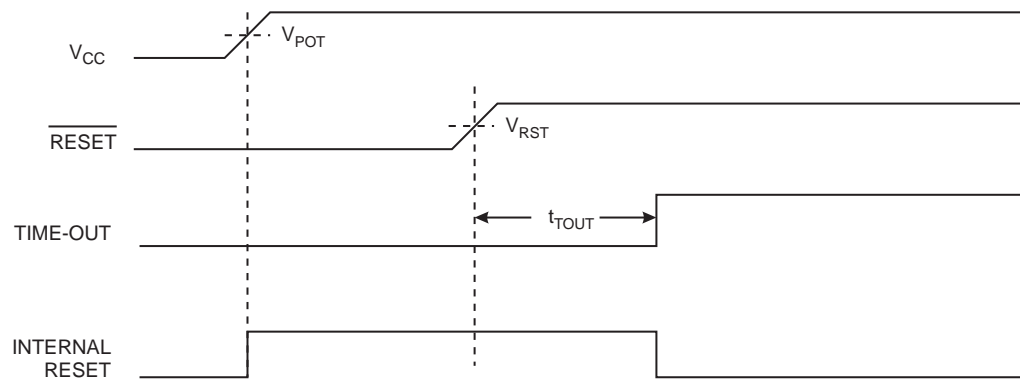 V_CC
V_POT
RESET
V_RST
TIME-OUT
t_TOUT
INTERNAL
RESET